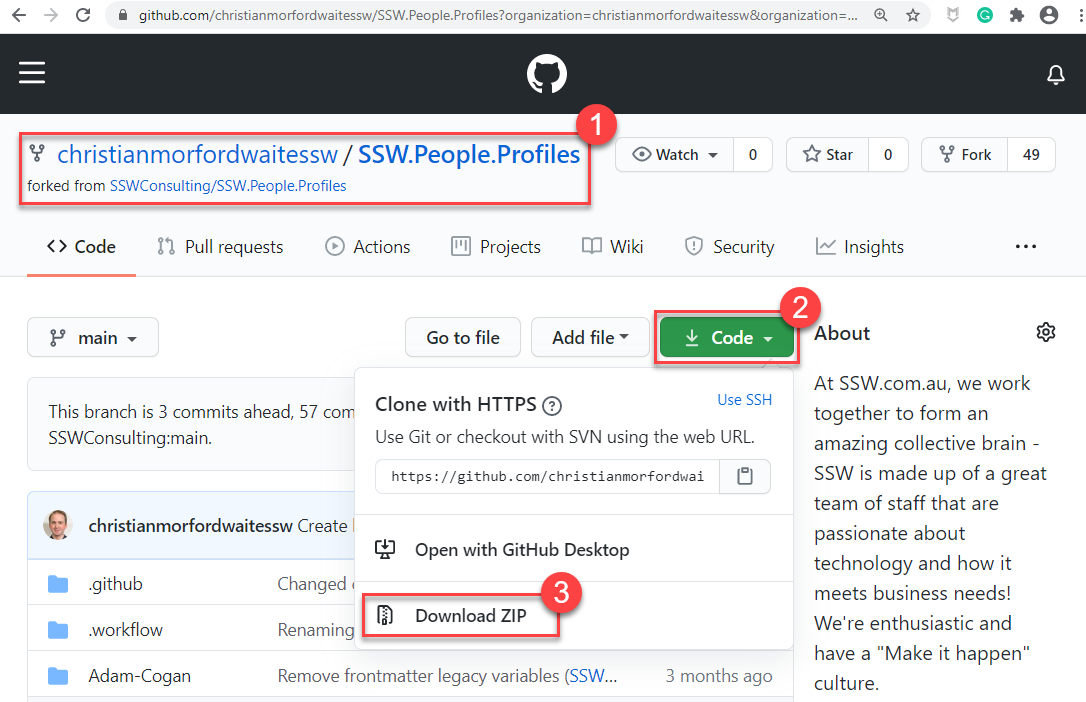 github.com/christianmorfordwaitessw/SSW.People.Profiles?organization=christianmorfordwaitessw&organization=...
1
christianmorfordwaitessw / SSW.People.Profiles
forked from SSWConsulting/SSW.People.Profiles
Watch 0 Star 0 Fork 49
Code Pull requests Actions Projects Wiki Security Insights ...
2
main Go to file Add file Code
About
This branch is 3 commits ahead, 57 com
SSWConsulting:main.
Clone with HTTPS ? Use SSH
Use Git or checkout with SVN using the web URL.
https://github.com/christianmorfordwai
christianmorfordwaitessw Create
Open with GitHub Desktop
.github Changed
3
Download ZIP
.workflow Renaming
Adam-Cogan Remove frontmatter legacy variables (SSW... 3 months ago
At SSW.com.au, we work
together to form an
amazing collective brain -
SSW is made up of a great
team of staff that are
passionate about
technology and how it
meets business needs!
We're enthusiastic and
have a "Make it happen"
culture.